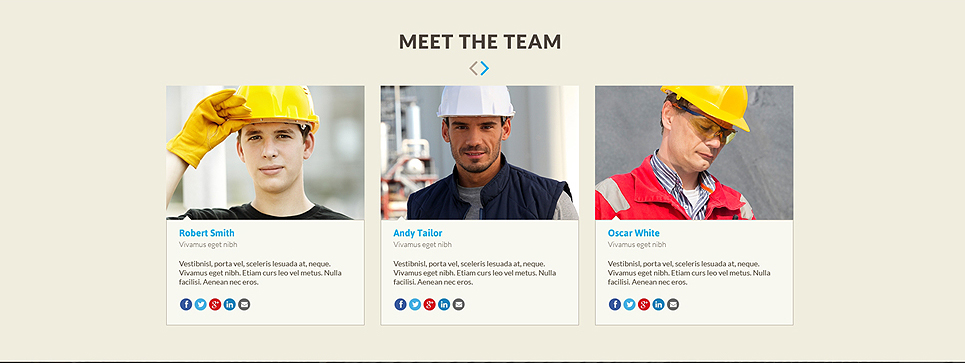 MEET THE TEAM
Robert Smith
Vivamus eget nibh
Vestibnisl, porta vel, sceleris lesuada at, neque.
Vivamus eget nibh. Etiam curs leo vel metus. Nulla
facilisi. Aenean nec eros.
Andy Tailor
Vivamus eget nibh
Vestibnisl, porta vel, sceleris lesuada at, neque.
Vivamus eget nibh. Etiam curs leo vel metus. Nulla
facilisi. Aenean nec eros.
Oscar White
Vivamus eget nibh
Vestibnisl, porta vel, sceleris lesuada at, neque.
Vivamus eget nibh. Etiam curs leo vel metus. Nulla
facilisi. Aenean nec eros.